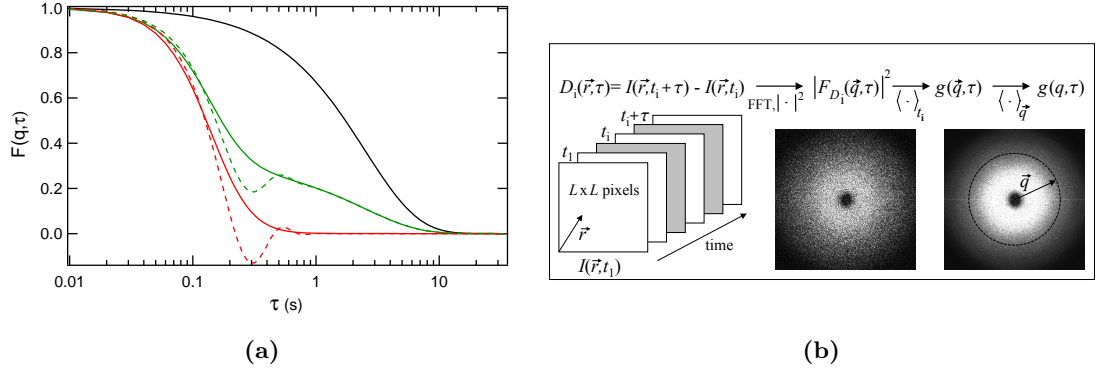 1.0
0.8
0.6
0.4
0.2
0.0
F(q,τ)
0.01 0.1 1 10
τ (s)
(a)
D_i(r⃗,τ)= I(r⃗,t_i+τ) - I(r⃗,t_i) ⟶ |F_{D_i}(q⃗,τ)|² ⟶ g(q⃗,τ) ⟶ g(q,τ)
FFT,|·|² ⟨·⟩_{t_i} ⟨·⟩_{q⃗}
t_i+τ
t_i
t_1
L x L pixels
r⃗
time
I(r⃗,t_1)
q⃗
(b)